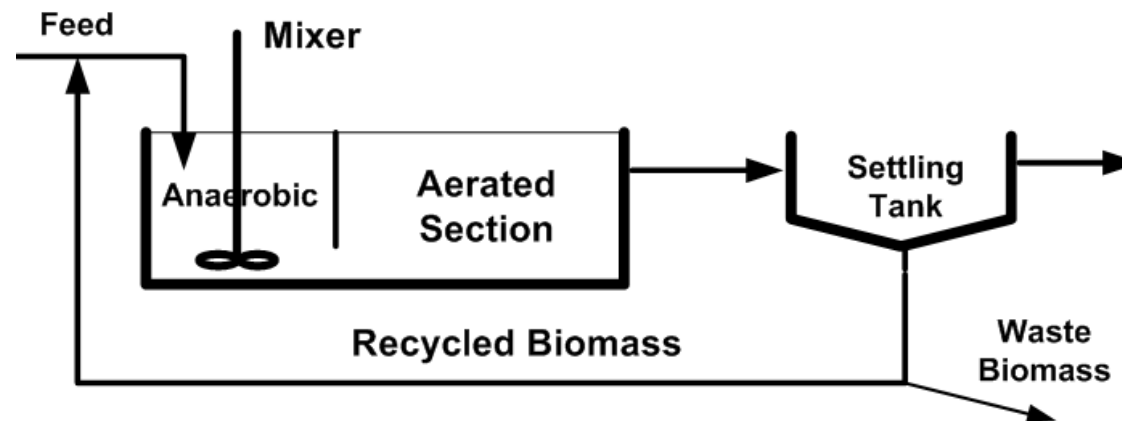 Feed
Mixer
Anaerobic
Aerated
Section
Settling
Tank
Recycled Biomass
Waste
Biomass